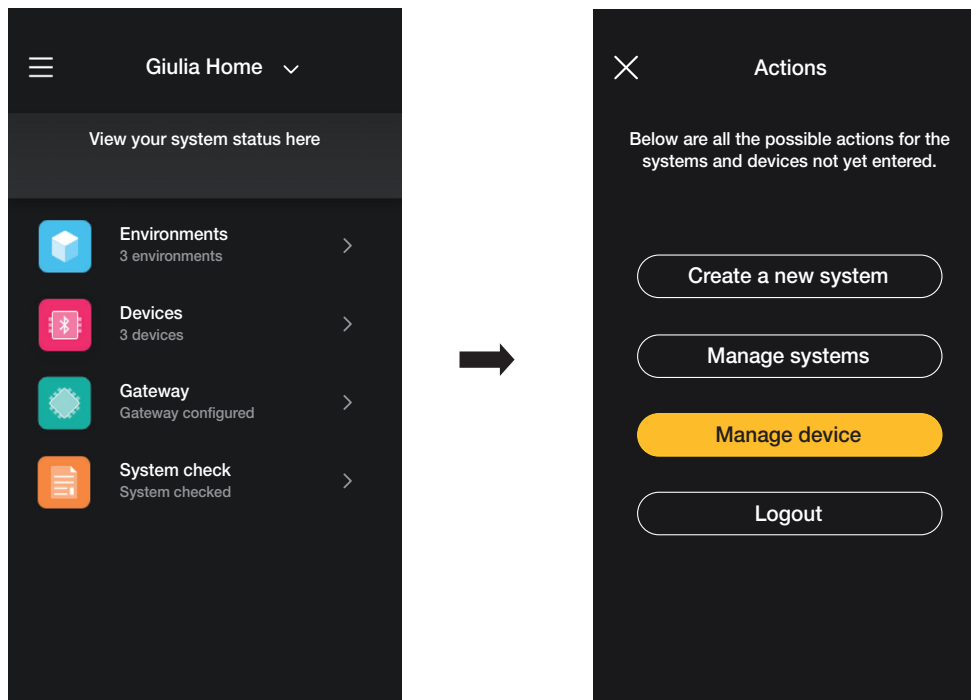 Giulia Home
View your system status here
Environments
3 environments
Devices
3 devices
Gateway
Gateway configured
System check
System checked
Actions
Below are all the possible actions for the
systems and devices not yet entered.
Create a new system
Manage systems
Manage device
Logout